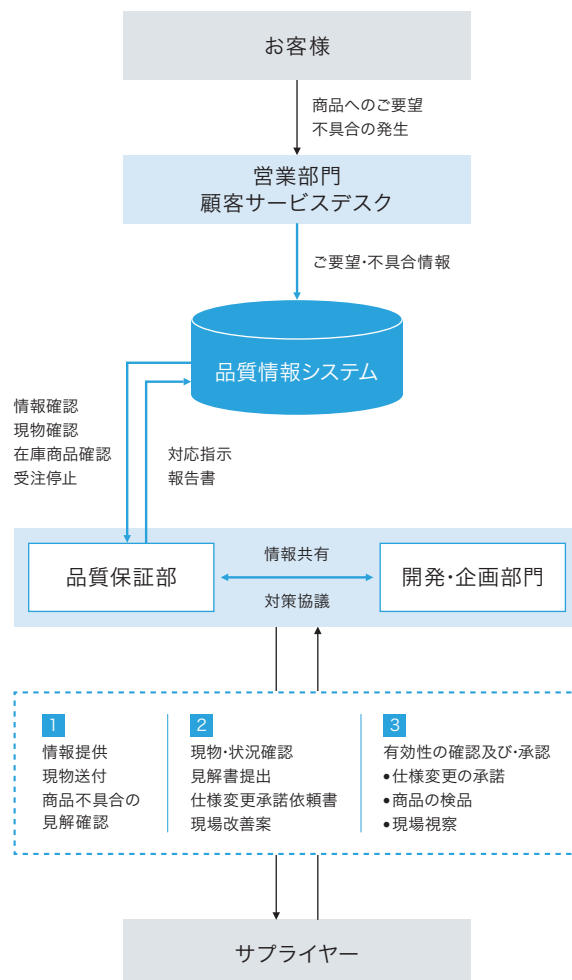 お客様
商品へのご要望
不具合の発生
営業部門
顧客サービスデスク
ご要望・不具合情報
品質情報システム
情報確認
現物確認
在庫商品確認
受注停止
対応指示
報告書
品質保証部
情報共有
対策協議
開発・企画部門
1
情報提供
現物送付
商品不具合の
見解確認
2
現物・状況確認
見解書提出
仕様変更承諾依頼書
現場改善案
3
有効性の確認及び・承認
•仕様変更の承諾
•商品の検品
•現場視察
サプライヤー